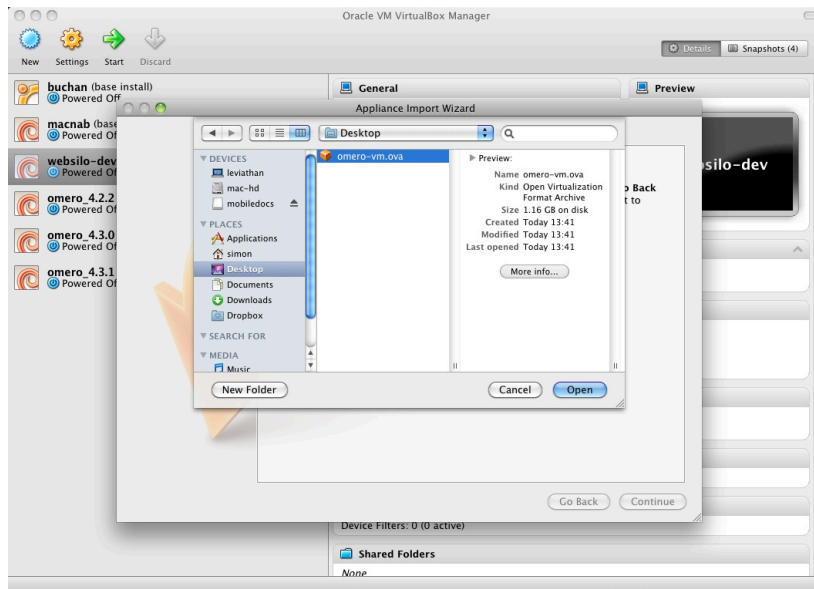 Oracle VM VirtualBox Manager
New Settings Start Discard
Details Snapshots (4)
buchan (base install)
Powered Off
macnab (base
Powered Of
websilo-dev
Powered Of
omero_4.2.2
Powered Of
omero_4.3.0
Powered Of
omero_4.3.1
Powered Of
General
Preview
Appliance Import Wizard
Desktop
DEVICES
leviathan
mac-hd
mobiledocs
PLACES
Applications
simon
Desktop
Documents
Downloads
Dropbox
SEARCH FOR
MEDIA
Music
omero-vm.ova
Preview:
Name omero-vm.ova
Kind Open Virtualization
Format Archive
Size 1.16 GB on disk
Created Today 13:41
Modified Today 13:41
Last opened Today 13:41
More info...
New Folder
Cancel Open
o Back
t to
silo-dev
Go Back Continue
Device Filters: 0 (0 active)
Shared Folders
None